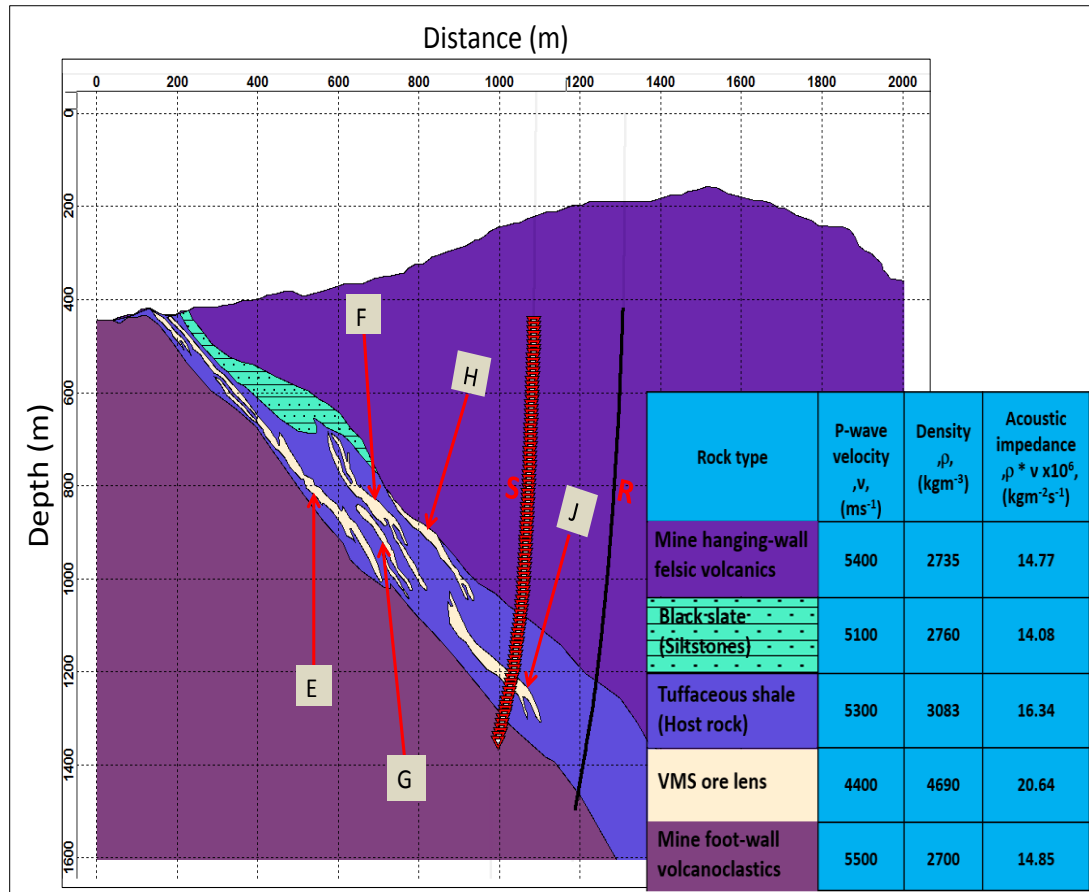 Distance (m)
0 200 400 600 800 1000 1200 1400 1600 1800 2000
Depth (m)
0
200
400
600
800
1000
1200
1400
1600
F
H
S
R
J
E
G
Rock type
P-wave
velocity
,v,
(ms⁻¹)
Density
,ρ,
(kgm⁻³)
Acoustic
impedance
,ρ * v x10⁶,
(kgm⁻²s⁻¹)
Mine hanging-wall
felsic volcanics
5400 2735 14.77
Black slate
(Siltstones)
5100 2760 14.08
Tuffaceous shale
(Host rock)
5300 3083 16.34
VMS ore lens 4400 4690 20.64
Mine foot-wall
volcanoclastics
5500 2700 14.85